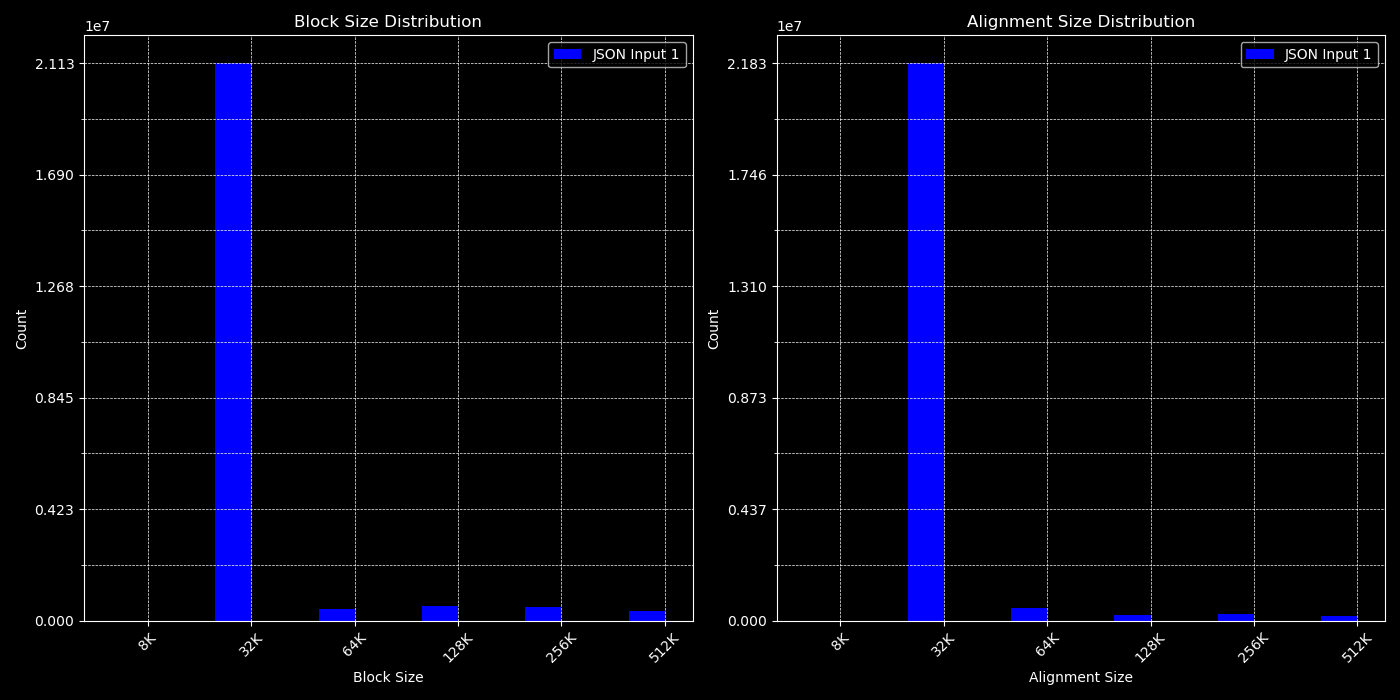 Block Size Distribution
1e7
JSON Input 1
2.113
1.690
1.268
0.845
0.423
0.000
Count
8K
32K
64K
128K
256K
512K
Block Size
Alignment Size Distribution
1e7
JSON Input 1
2.183
1.746
1.310
0.873
0.437
0.000
Count
8K
32K
64K
128K
256K
512K
Alignment Size